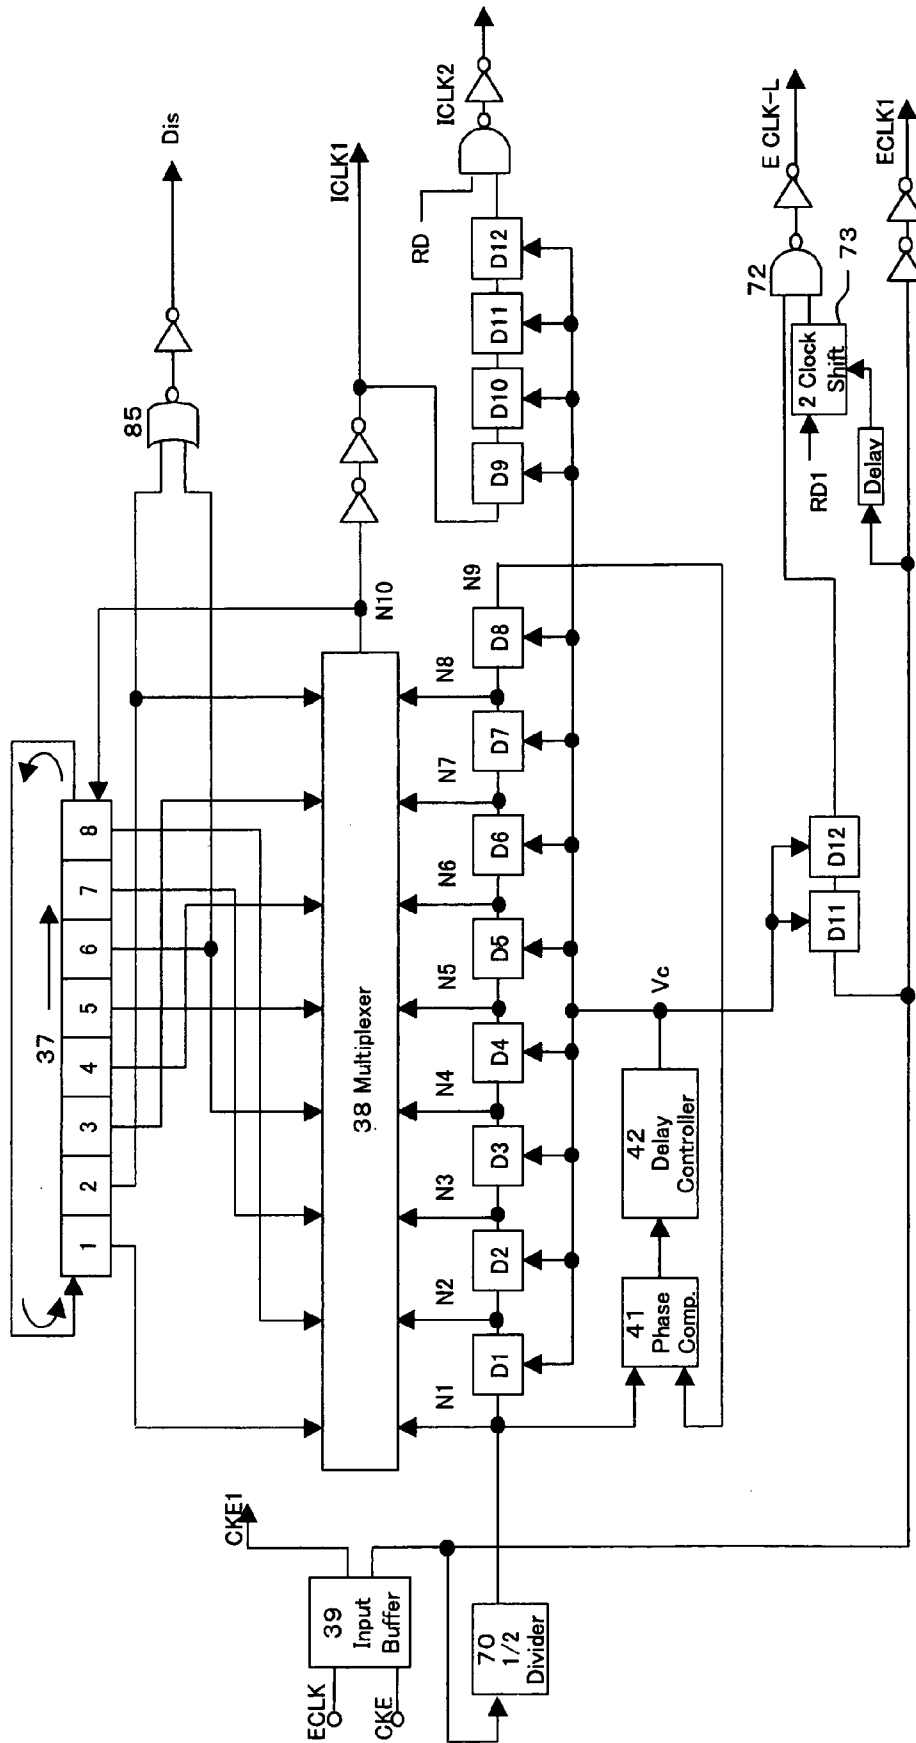 37
1
2
3
4
5
6
7
8
85
Dis
CKE1
39
Input
Buffer
ECLK
CKE
38 Multiplexer
N10
ICLK1
ICLK2
RD
N1
N2
N3
N4
N5
N6
N7
N8
N9
D1
D2
D3
D4
D5
D6
D7
D8
D9
D10
D11
D12
70
1/2
Divider
41
Phase
Comp.
42
Delay
Controller
Vc
D11
D12
72
E CLK-L
RD1
2 Clock
Shift
73
Delay
ECLK1